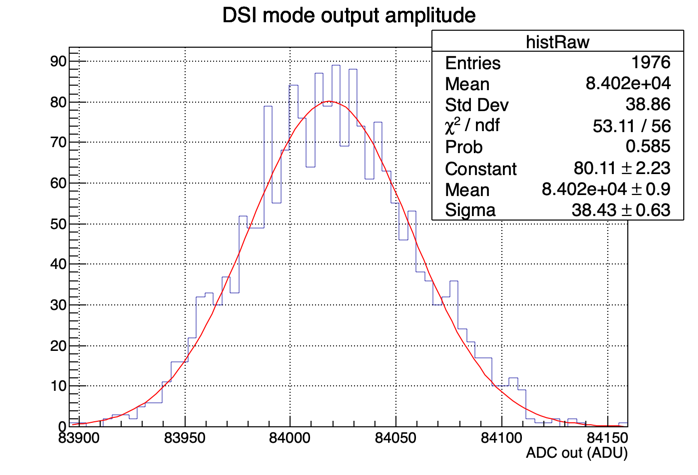 DSI mode output amplitude
histRaw
Entries 1976
Mean 8.402e+04
Std Dev 38.86
χ² / ndf 53.11 / 56
Prob 0.585
Constant 80.11 ± 2.23
Mean 8.402e+04 ± 0.9
Sigma 38.43 ± 0.63
90
80
70
60
50
40
30
20
10
0
83900 83950 84000 84050 84100 84150
ADC out (ADU)